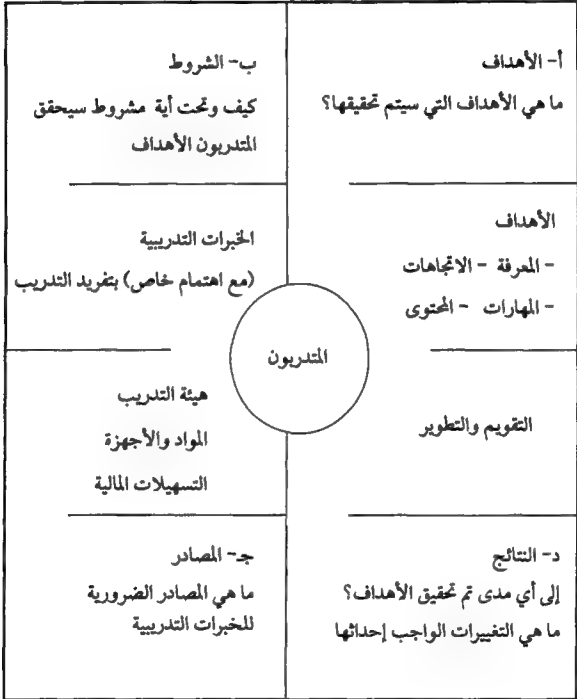 أ- الأهداف
ما هي الأهداف التي سيتم تحقيقها؟
ب- الشروط
كيف وتحت أية مشروط سيحقق
المتدربون الأهداف
الأهداف
- المعرفة - الاتجاهات
- المهارات - المحتوى
الخبرات التدريبية
(مع اهتمام خاص) بتفريد التدريب
المتدربون
التقويم والتطوير
هيئة التدريب
المواد والأجهزة
التسهيلات المالية
د- النتائج
إلى أي مدى تم تحقيق الأهداف؟
ما هي التغييرات الواجب إحداثها
جـ- المصادر
ما هي المصادر الضرورية
للخبرات التدريبية